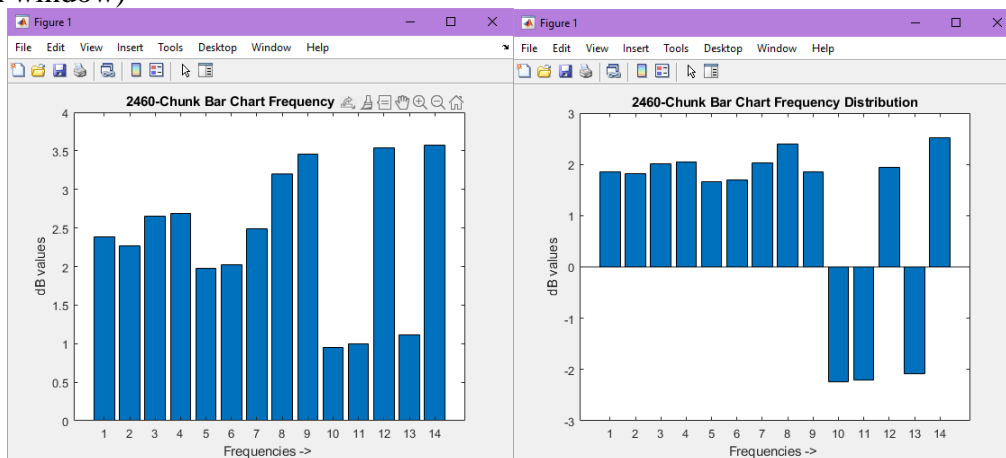 window)
Figure 1
File Edit View Insert Tools Desktop Window Help
2460-Chunk Bar Chart Frequency
4
3.5
3
2.5
2
1.5
1
0.5
0
dB values
1 2 3 4 5 6 7 8 9 10 11 12 13 14
Frequencies ->
Figure 1
File Edit View Insert Tools Desktop Window Help
2460-Chunk Bar Chart Frequency Distribution
3
2
1
0
-1
-2
-3
dB values
1 2 3 4 5 6 7 8 9 10 11 12 13 14
Frequencies ->